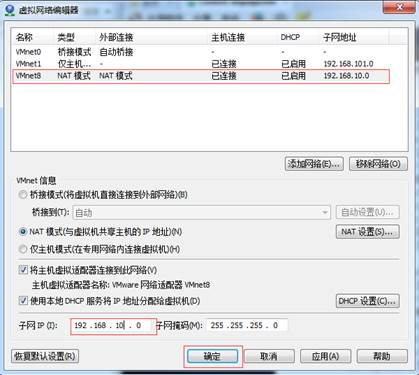 虚拟网络编辑器
名称 类型 外部连接 主机连接 DHCP 子网地址
VMnet0 桥接模式 自动桥接 - - -
VMnet1 仅主机... - 已连接 已启用 192.168.101.0
VMnet8 NAT 模式 NAT 模式 已连接 已启用 192.168.10.0
添加网络(E)... 移除网络(O)
VMnet 信息
桥接模式(将虚拟机直接连接到外部网络)(B)
桥接到(T): 自动 自动设置(U)...
NAT 模式(与虚拟机共享主机的 IP 地址)(N) NAT 设置(S)...
仅主机模式(在专用网络内连接虚拟机)(H)
将主机虚拟适配器连接到此网络(V)
主机虚拟适配器名称: VMware 网络适配器 VMnet8
使用本地 DHCP 服务将 IP 地址分配给虚拟机(D) DHCP 设置(C)...
子网 IP (I): 192 .168 . 10 . 0 子网掩码(M): 255 .255 .255 . 0
恢复默认设置(R) 确定 取消 应用(A) 帮助